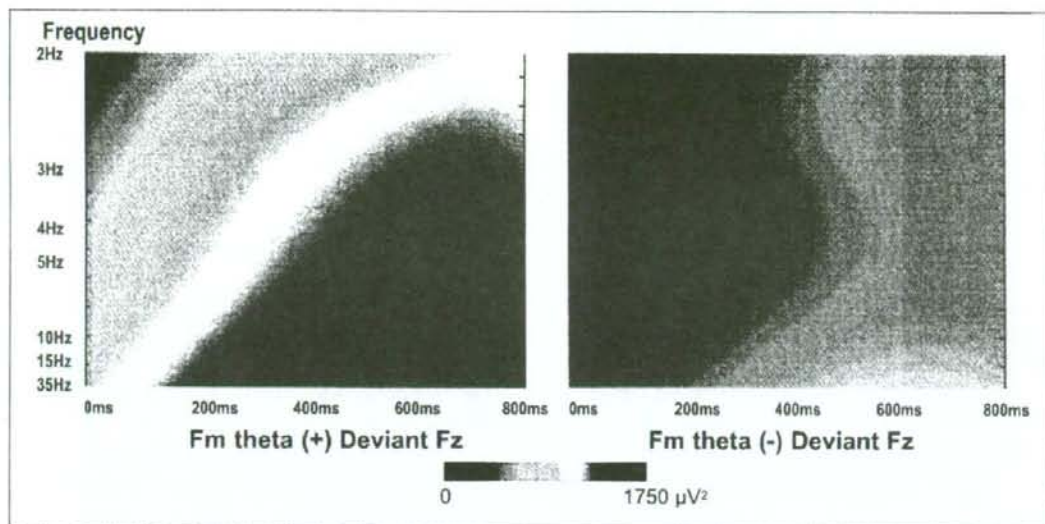 Frequency
2Hz
3Hz
4Hz
5Hz
10Hz
15Hz
35Hz
0ms 200ms 400ms 600ms 800ms
0ms 200ms 400ms 600ms 800ms
Fm theta (+) Deviant Fz
Fm theta (-) Deviant Fz
0 1750 µV²